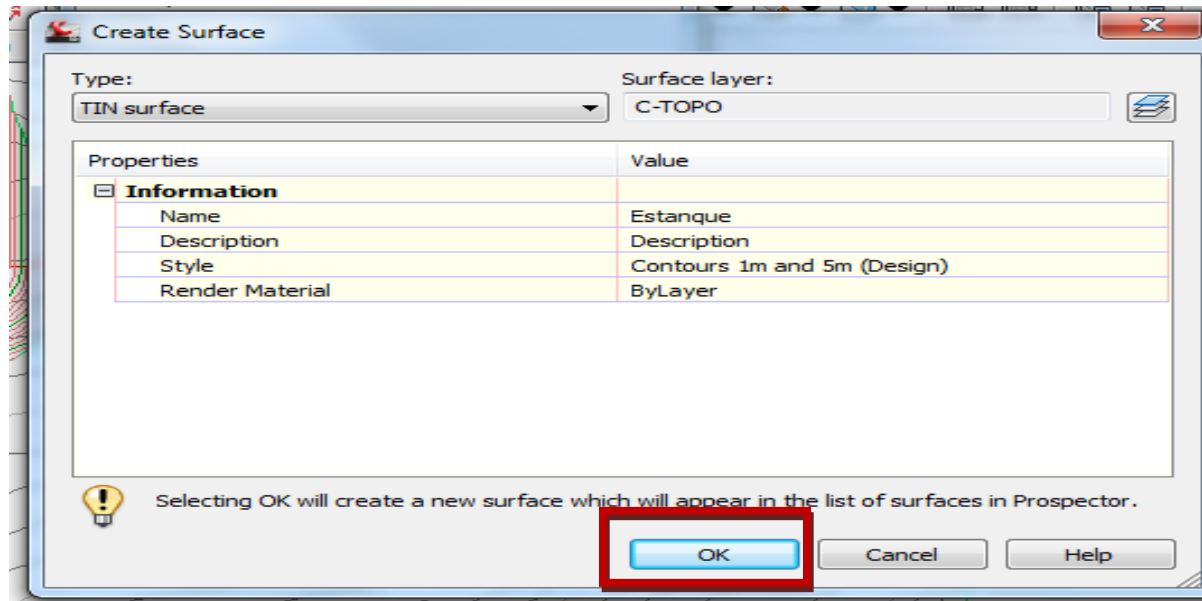 Create Surface
Type: Surface layer:
TIN surface C-TOPO
Properties Value
Information
Name Estanque
Description Description
Style Contours 1m and 5m (Design)
Render Material ByLayer
Selecting OK will create a new surface which will appear in the list of surfaces in Prospector.
OK Cancel Help